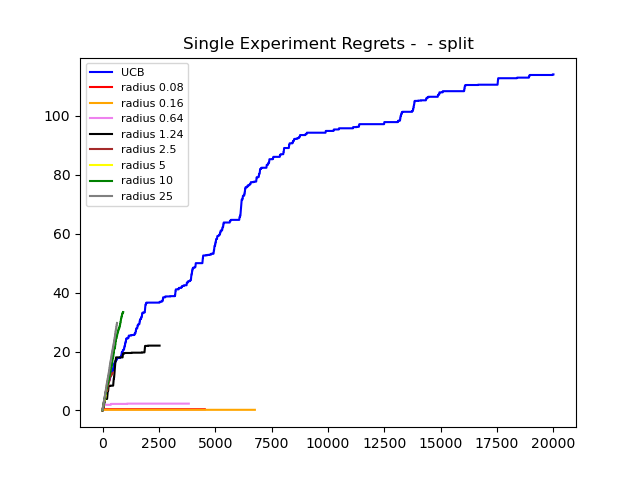 Single Experiment Regrets -  - split
UCB
radius 0.08
radius 0.16
radius 0.64
radius 1.24
radius 2.5
radius 5
radius 10
radius 25
100
80
60
40
20
0
0 2500 5000 7500 10000 12500 15000 17500 20000